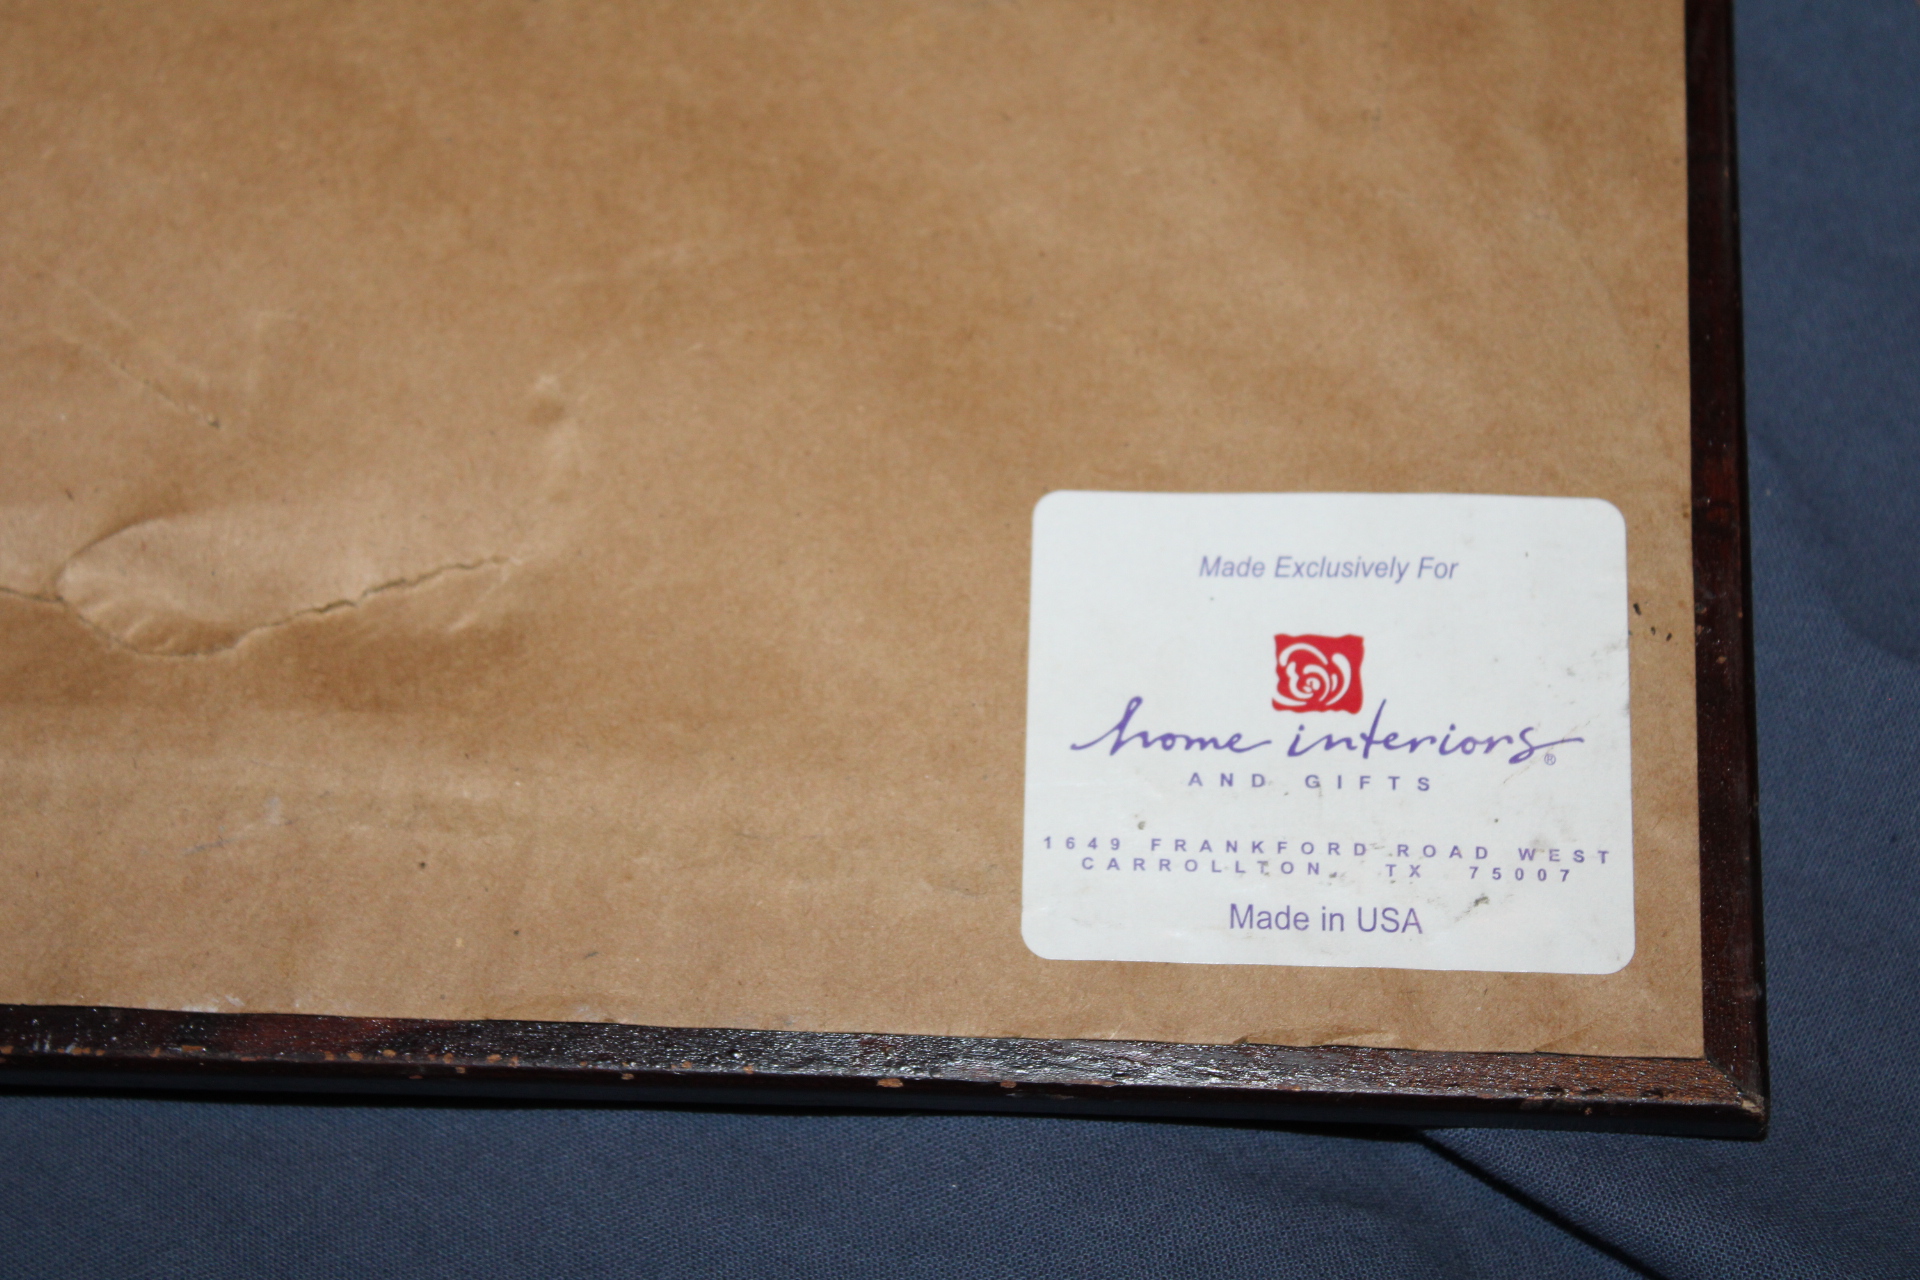 Made Exclusively For
home interiors®
AND GIFTS
1649 FRANKFORD ROAD WEST
CARROLLTON, TX 75007
Made in USA